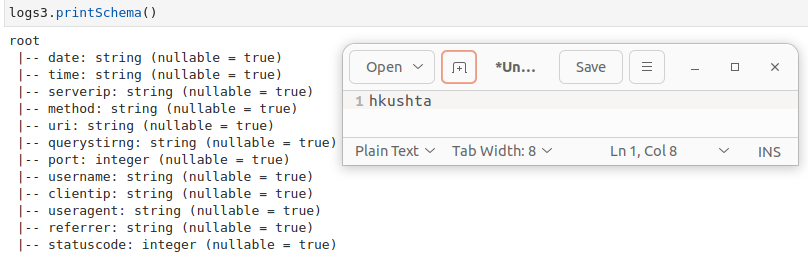 logs3.printSchema()
root
|-- date: string (nullable = true)
|-- time: string (nullable = true)
|-- serverip: string (nullable = true)
|-- method: string (nullable = true)
|-- uri: string (nullable = true)
|-- querystirng: string (nullable = true)
|-- port: integer (nullable = true)
|-- username: string (nullable = true)
|-- clientip: string (nullable = true)
|-- useragent: string (nullable = true)
|-- referrer: string (nullable = true)
|-- statuscode: integer (nullable = true)
Open *Un... Save
1 hkushta
Plain Text Tab Width: 8 Ln 1, Col 8 INS